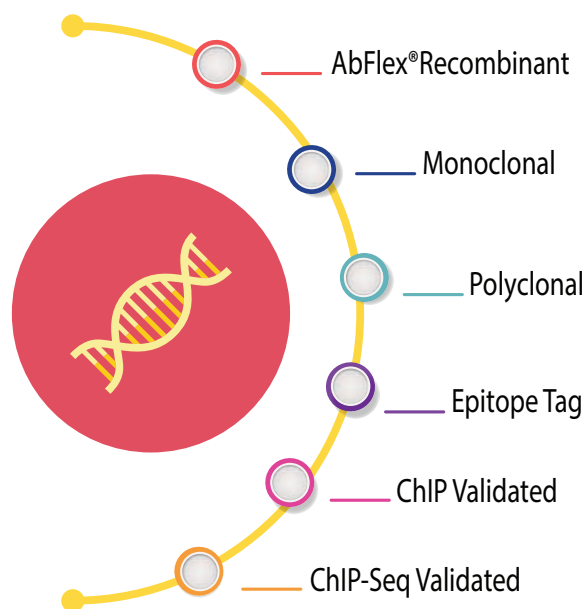 AbFlex®Recombinant
Monoclonal
Polyclonal
Epitope Tag
ChIP Validated
ChIP-Seq Validated